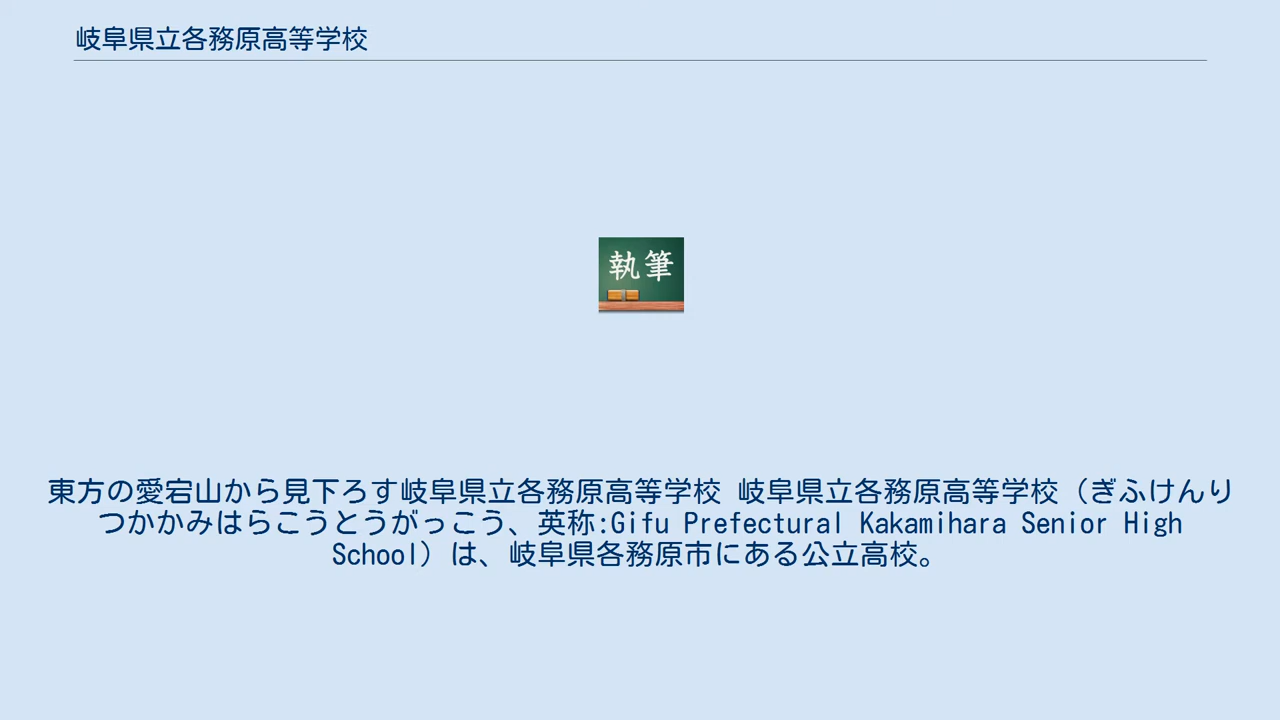 岐阜県立各務原高等学校
執筆
東方の愛宕山から見下ろす岐阜県立各務原高等学校 岐阜県立各務原高等学校（ぎふけんり
つかかみはらこうとうがっこう、英称:Gifu Prefectural Kakamihara Senior High
School）は、岐阜県各務原市にある公立高校。